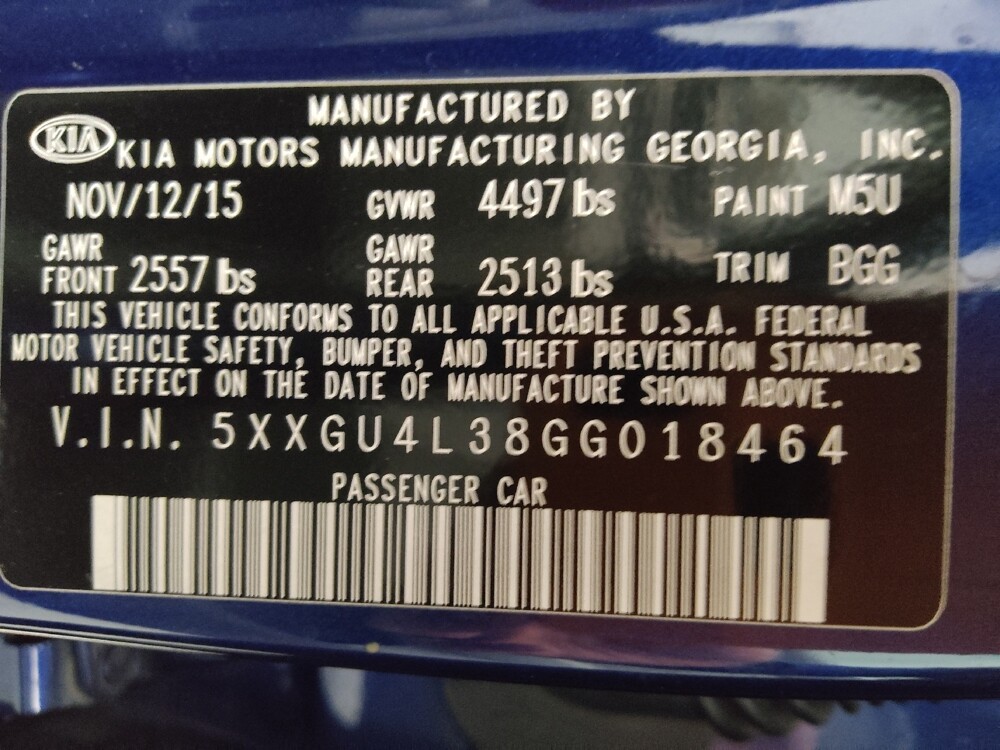 MANUFACTURED BY
KIA KIA MOTORS MANUFACTURING GEORGIA, INC.
NOV/12/15 GVWR 4497 lbs PAINT M5U
GAWR FRONT 2557 lbs GAWR REAR 2513 lbs TRIM BGG
THIS VEHICLE CONFORMS TO ALL APPLICABLE U.S.A. FEDERAL
MOTOR VEHICLE SAFETY, BUMPER, AND THEFT PREVENTION STANDARDS
IN EFFECT ON THE DATE OF MANUFACTURE SHOWN ABOVE.
V.I.N. 5XXGU4L38GG018464
PASSENGER CAR